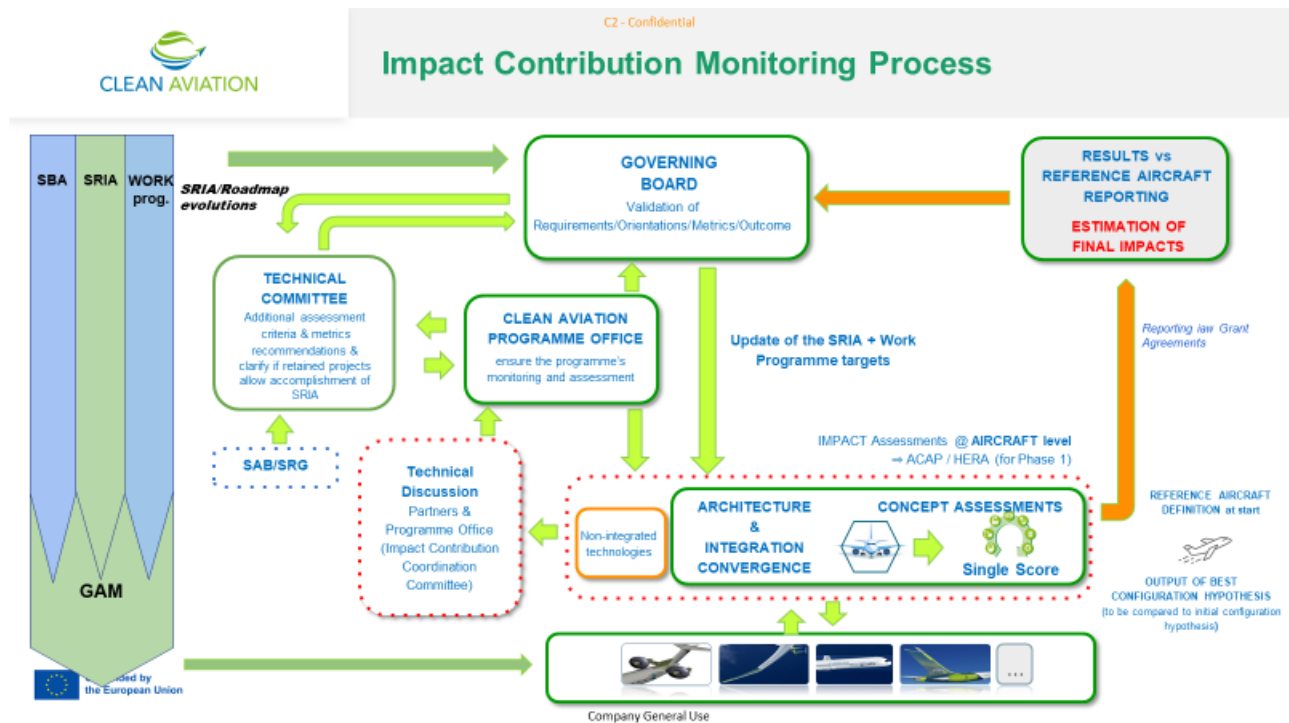 C2 - Confidential
CLEAN AVIATION
Impact Contribution Monitoring Process
SBA
SRIA
WORK
prog.
SRIA/Roadmap
evolutions
GOVERNING
BOARD
Validation of
Requirements/Orientations/Metrics/Outcome
RESULTS vs
REFERENCE AIRCRAFT
REPORTING
ESTIMATION OF
FINAL IMPACTS
TECHNICAL
COMMITTEE
Additional assessment
criteria & metrics
recommendations &
clarify if retained projects
allow accomplishment of
SRIA
CLEAN AVIATION
PROGRAMME OFFICE
ensure the programme's
monitoring and assessment
Update of the SRIA + Work
Programme targets
Reporting iaw Grant
Agreements
SAB/SRG
Technical
Discussion
Partners &
Programme Office
(Impact Contribution
Coordination
Committee)
IMPACT Assessments @ AIRCRAFT level
⇒ ACAP / HERA (for Phase 1)
Non-integrated
technologies
ARCHITECTURE
&
INTEGRATION
CONVERGENCE
CONCEPT ASSESSMENTS
Single Score
REFERENCE AIRCRAFT
DEFINITION at start
OUTPUT OF BEST
CONFIGURATION HYPOTHESIS
(to be compared to initial configuration
hypothesis)
GAM
by
the European Union
...
Company General Use